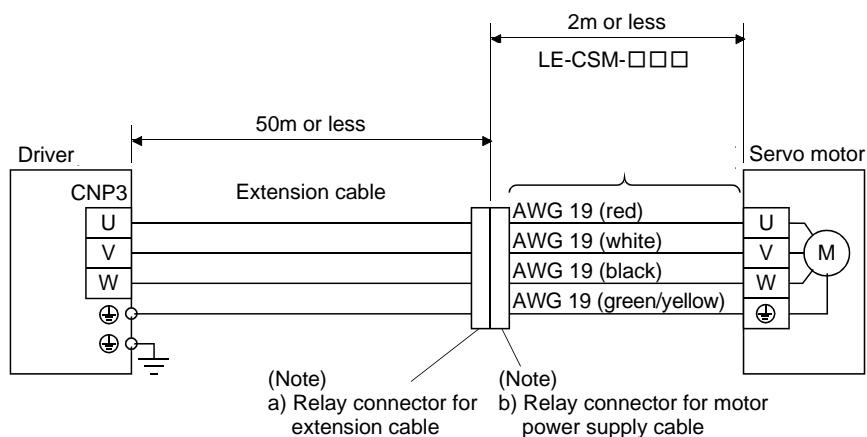 2m or less
LE-CSM-□□□
50m or less
Driver
Servo motor
CNP3
Extension cable
U
AWG 19 (red)
U
V
AWG 19 (white)
V
M
W
AWG 19 (black)
W
AWG 19 (green/yellow)
(Note)
a) Relay connector for
extension cable
(Note)
b) Relay connector for motor
power supply cable